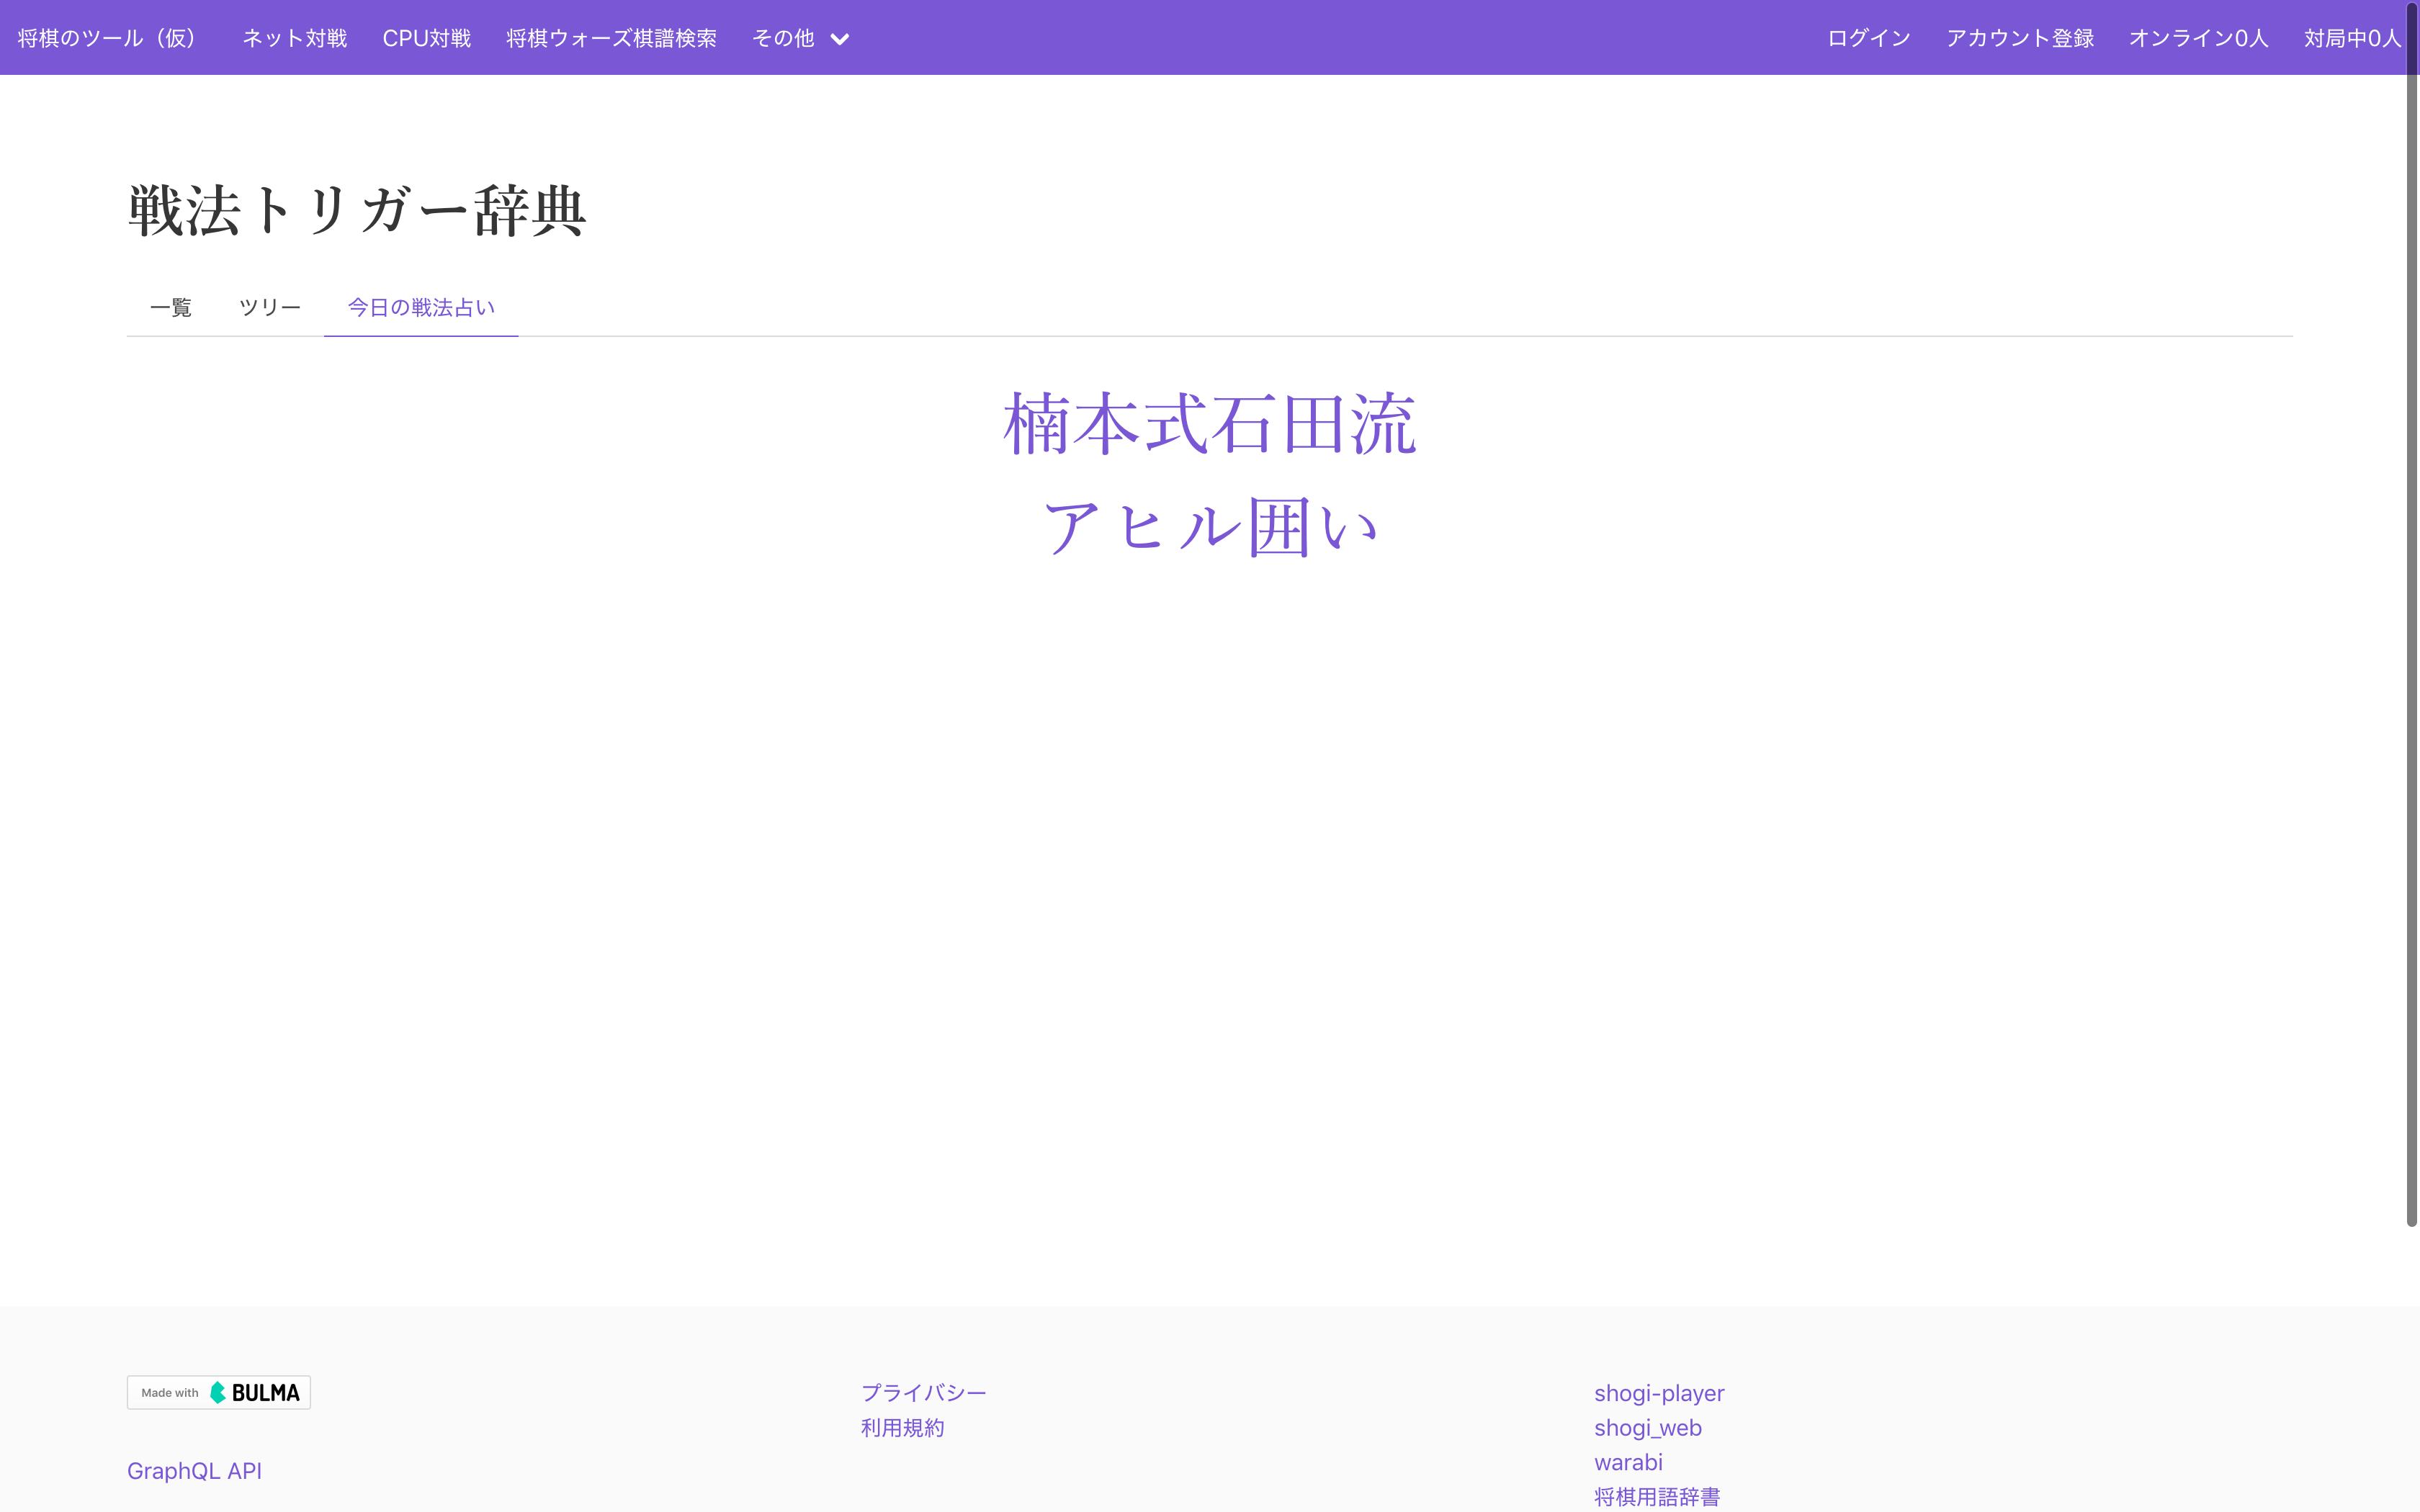 将棋のツール（仮） ネット対戦 CPU対戦 将棋ウォーズ棋譜検索 その他 ログイン アカウント登録 オンライン0人 対局中0人
戦法トリガー辞典
一覧 ツリー 今日の戦法占い
楠本式石田流
アヒル囲い
Made with BULMA
GraphQL API
プライバシー
利用規約
shogi-player
shogi_web
warabi
将棋用語辞書